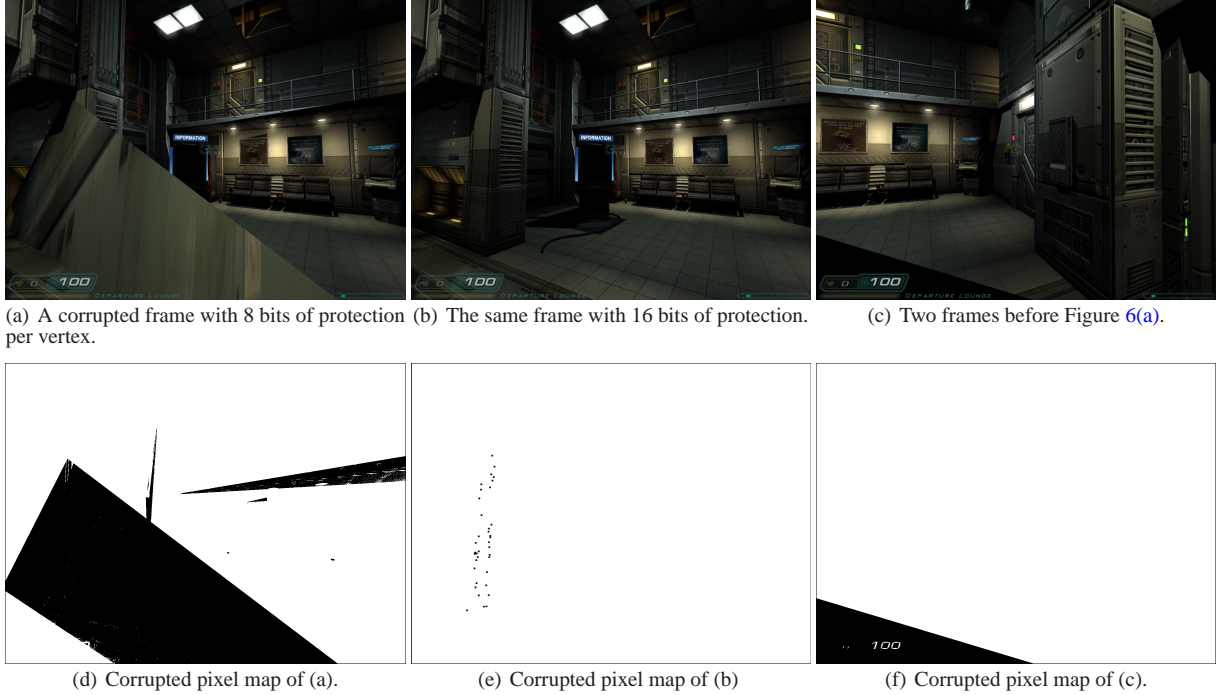 INFORMATION
INFORMATION
100
DEPARTURE LOUNGE
100
DEPARTURE LOUNGE
100
DEPARTURE LOUNGE
(a) A corrupted frame with 8 bits of protection
per vertex.
(b) The same frame with 16 bits of protection.
(c) Two frames before Figure 6(a).
100
(d) Corrupted pixel map of (a).
(e) Corrupted pixel map of (b)
(f) Corrupted pixel map of (c).